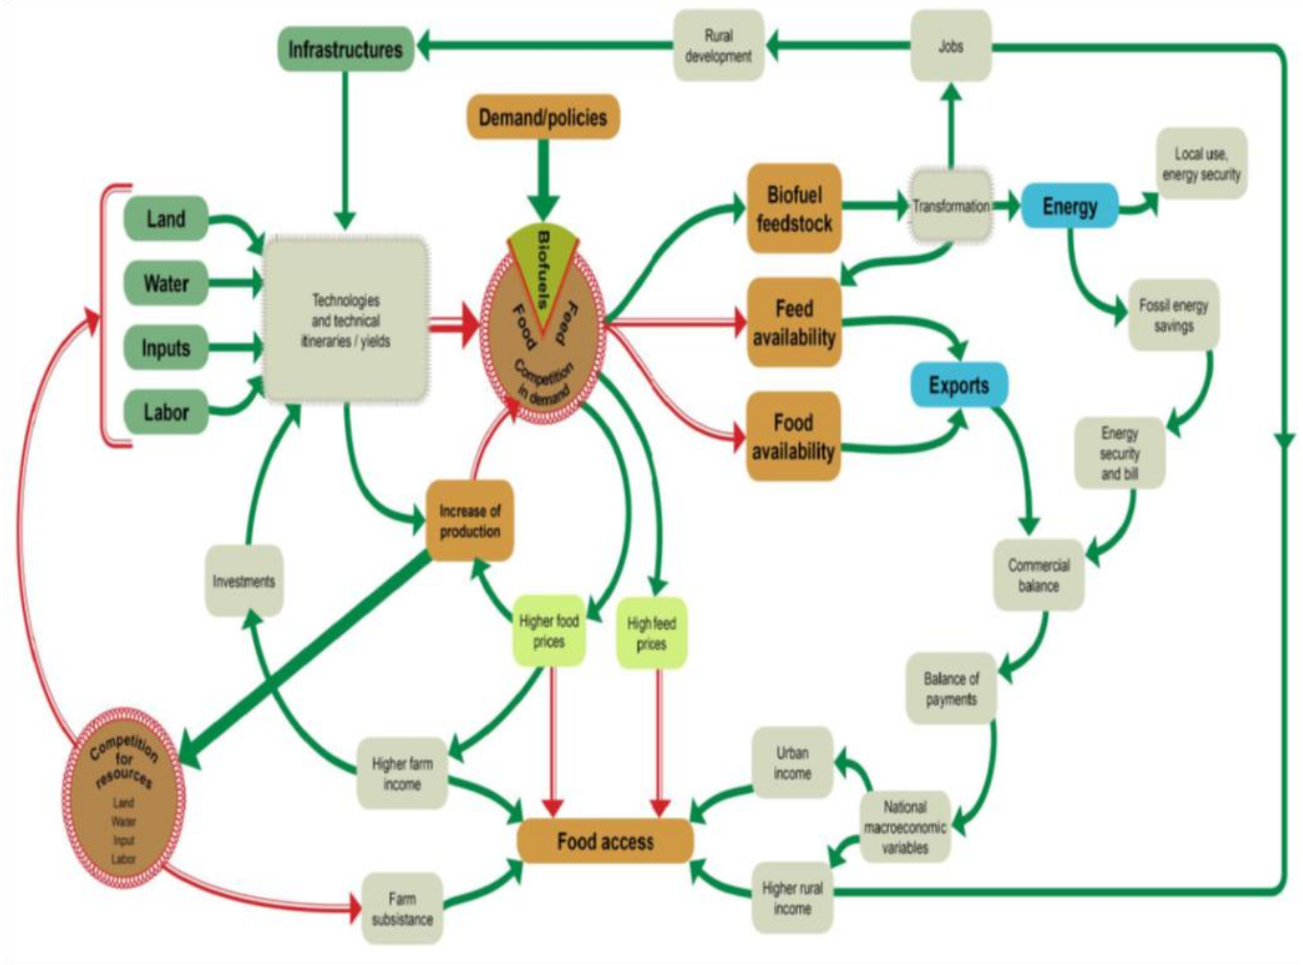 Infrastructures
Rural
development
Jobs
Demand/policies
Local use,
energy security
Land
Water
Inputs
Labor
Technologies
and technical
itineraries / yields
Biofuels
Food
Feed
Competition
in demand
Biofuel
feedstock
Transformation
Energy
Feed
availability
Fossil energy
savings
Exports
Food
availability
Energy
security
and bill
Increase of
production
Investments
Commercial
balance
Higher food
prices
High feed
prices
Balance of
payments
Competition
for
resources
Land
Water
Input
Labor
Higher farm
income
Urban
income
National
macroeconomic
variables
Food access
Farm
subsistance
Higher rural
income